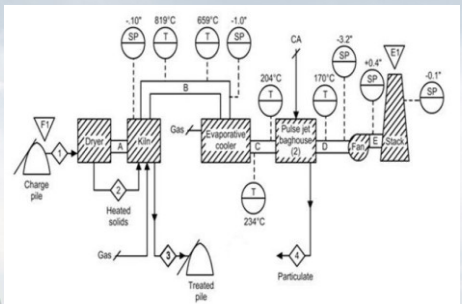 -.10"
819°C
659°C
-1.0"
CA
-3.2"
E1
SP
T
T
SP
SP
+0.4"
204°C
170°C
SP
-0.1"
SP
F1
B
T
T
Gas
Dryer
A
Kiln
Evaporative
cooler
C
Pulse jet
baghouse
(2)
D
Fan
E
Stack
1
Charge
pile
2
Heated
solids
T
234°C
Gas
3
4
Treated
pile
Particulate